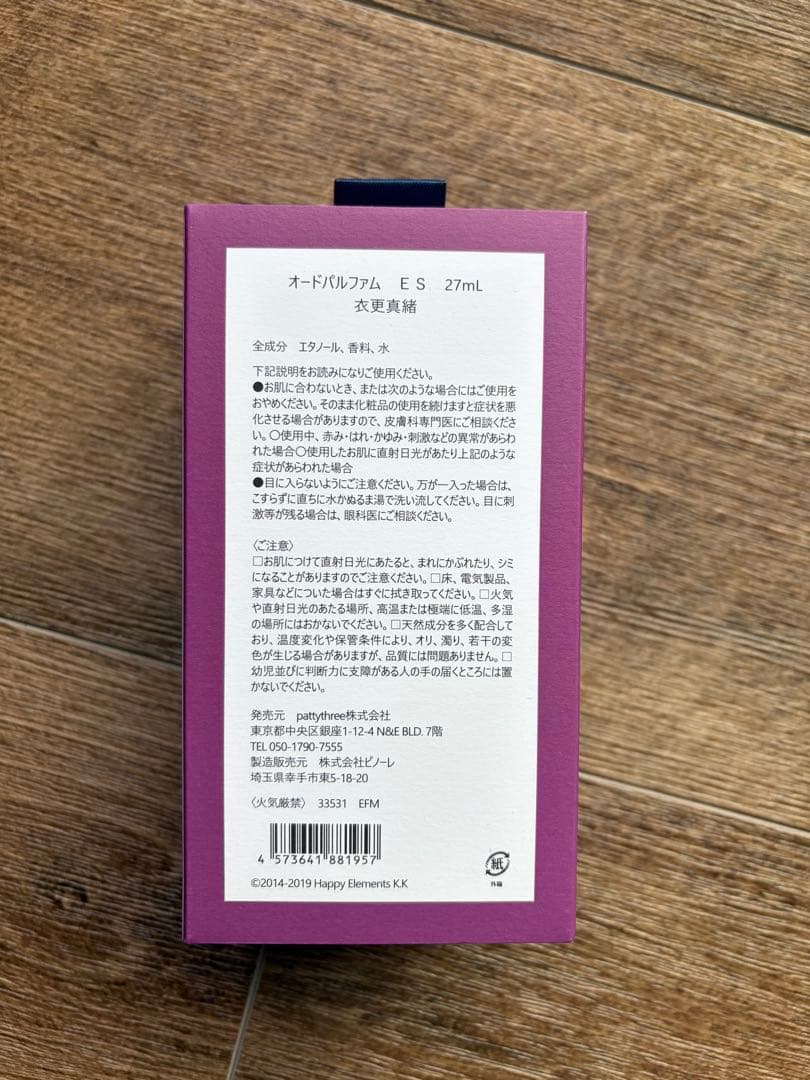 オードパルファム　ＥＳ　27mL
衣更真緒
全成分　エタノール、香料、水
下記説明をお読みになりご使用ください。
●お肌に合わないとき、または次のような場合にはご使用を
おやめください。そのまま化粧品の使用を続けますと症状を悪
化させる場合がありますので、皮膚科専門医にご相談くださ
い。〇使用中、赤み・はれ・かゆみ・刺激などの異常があらわ
れた場合〇使用したお肌に直射日光があたり上記のような
症状があらわれた場合
●目に入らないようにご注意ください。万が一入った場合は、
こすらずに直ちに水かぬるま湯で洗い流してください。目に刺
激等が残る場合は、眼科医にご相談ください。
〈ご注意〉
□お肌につけて直射日光にあたると、まれにかぶれたり、シミ
になることがありますのでご注意ください。□床、電気製品、
家具などについた場合はすぐに拭き取ってください。□火気
や直射日光のあたる場所、高温または極端に低温、多湿
の場所にはおかないでください。□天然成分を多く配合して
おり、温度変化や保管条件により、オリ、濁り、若干の変
色が生じる場合がありますが、品質には問題ありません。□
幼児並びに判断力に支障がある人の手の届くところには置
かないでください。
発売元　pattythree株式会社
東京都中央区銀座1-12-4 N&E BLD. 7階
TEL 050-1790-7555
製造販売元　株式会社ピノーレ
埼玉県幸手市東5-18-20
〈火気厳禁〉 33531 EFM
4 573641 881957
©2014-2019 Happy Elements K.K
紙
外箱